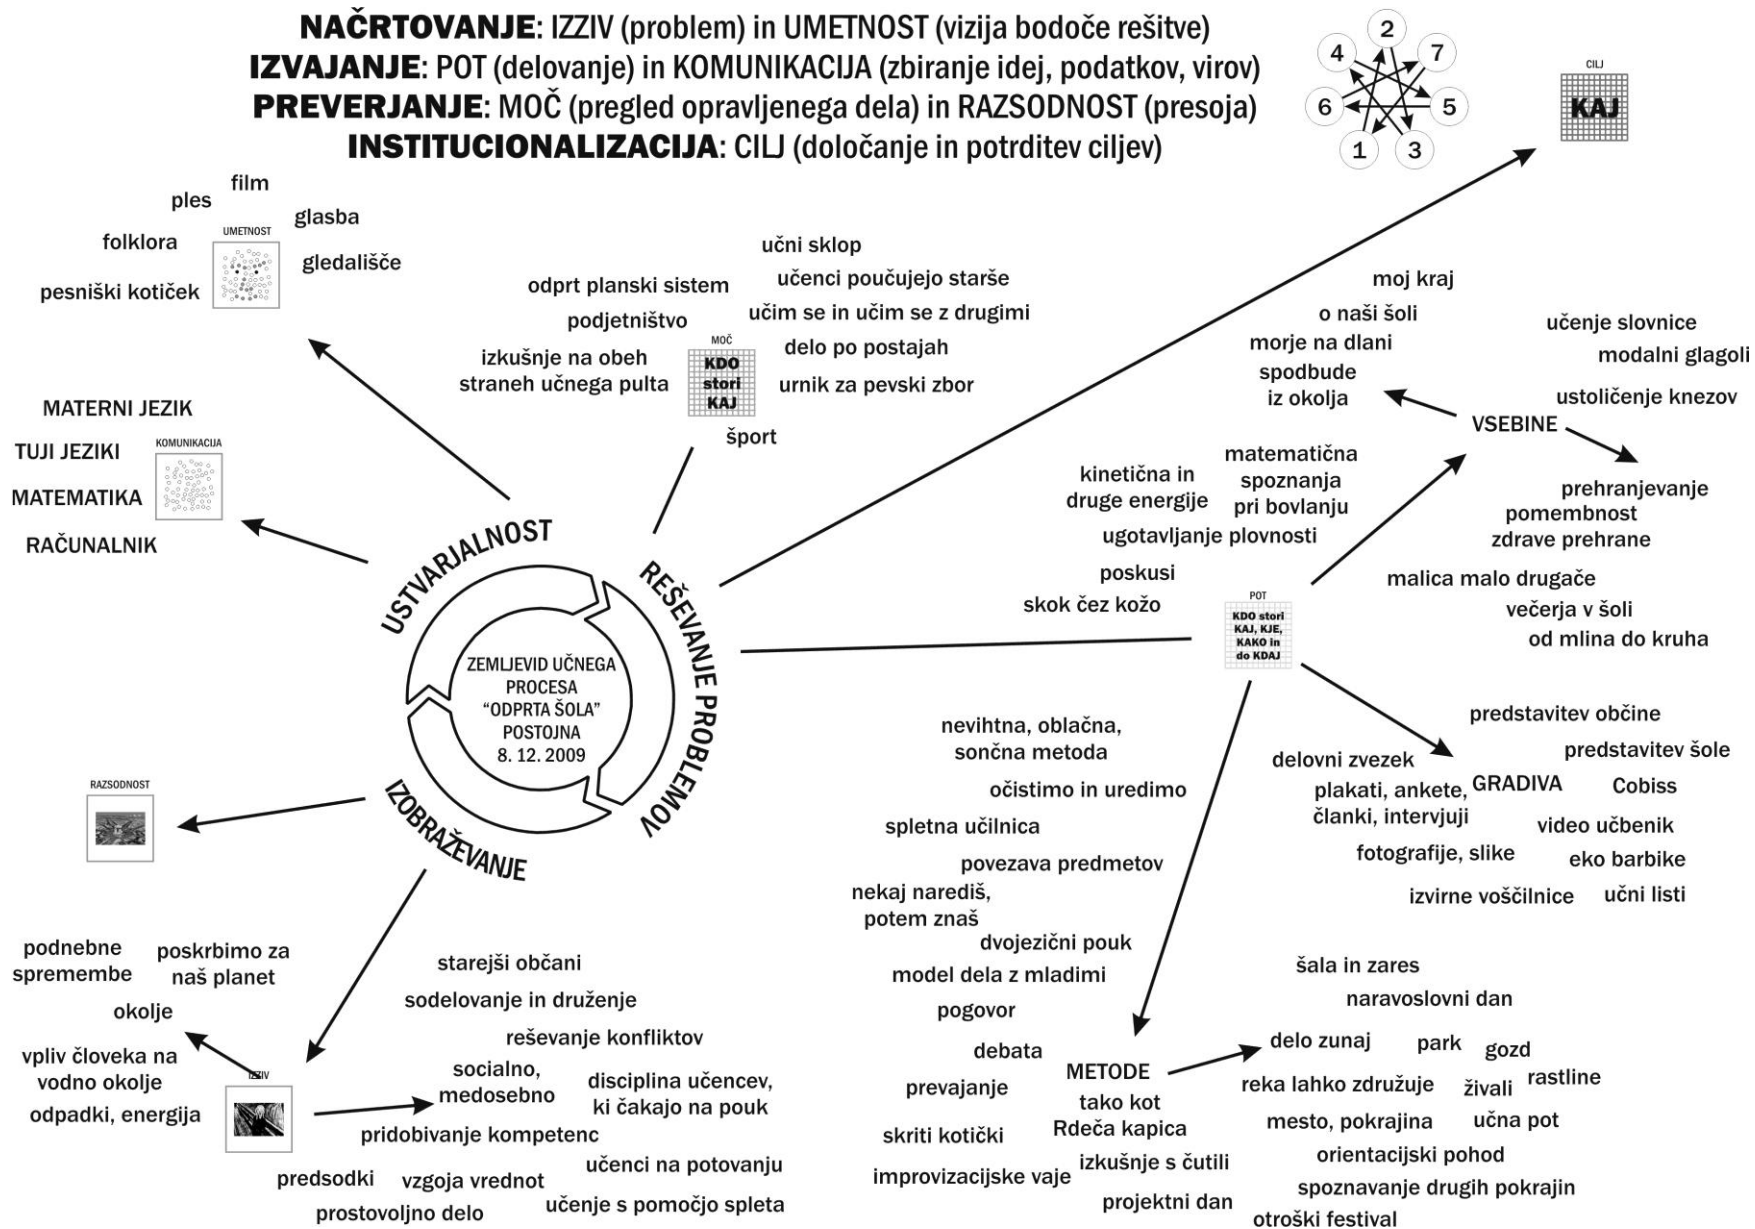 NAČRTOVANJE: IZZIV (problem) in UMETNOST (vizija bodoče rešitve)
IZVAJANJE: POT (delovanje) in KOMUNIKACIJA (zbiranje idej, podatkov, virov)
PREVERJANJE: MOČ (pregled opravljenega dela) in RAZSODNOST (presoja)
INSTITUCIONALIZACIJA: CILJ (določanje in potrditev ciljev)
2
4
7
6
5
1
3
CILJ
KAJ
film
ples
glasba
folklora
UMETNOST
gledališče
pesniški kotiček
učni sklop
odprt planski sistem
učenci poučujejo starše
podjetništvo
učim se in učim se z drugimi
MOČ
izkušnje na obeh
straneh učnega pulta
KDO
stori
KAJ
delo po postajah
urnik za pevski zbor
šport
MATERNI JEZIK
TUJI JEZIKI
KOMUNIKACIJA
MATEMATIKA
RAČUNALNIK
USTVARJALNOST
REŠEVANJE PROBLEMOV
IZOBRAŽEVANJE
ZEMLJEVID UČNEGA
PROCESA
“ODPRTA ŠOLA”
POSTOJNA
8. 12. 2009
moj kraj
o naši šoli
morje na dlani
spodbude
iz okolja
učenje slovnice
modalni glagoli
ustoličenje knezov
VSEBINE
prehranjevanje
pomembnost
zdrave prehrane
malica malo drugače
večerja v šoli
od mlina do kruha
kinetična in
druge energije
matematična
spoznanja
pri bovlanju
ugotavljanje plovnosti
poskusi
skok čez kožo
POT
KDO stori
KAJ, KJE,
KAKO in
do KDAJ
predstavitev občine
predstavitev šole
delovni zvezek
GRADIVA
Cobiss
plakati, ankete,
članki, intervjuji
video učbenik
fotografije, slike
eko barbike
izvirne voščilnice
učni listi
nevihtna, oblačna,
sončna metoda
očistimo in uredimo
spletna učilnica
povezava predmetov
nekaj narediš,
potem znaš
dvojezični pouk
model dela z mladimi
pogovor
debata
METODE
prevajanje
tako kot
Rdeča kapica
skriti kotički
izkušnje s čutili
improvizacijske vaje
projektni dan
šala in zares
naravoslovni dan
delo zunaj
park
gozd
reka lahko združuje
živali
rastline
mesto, pokrajina
učna pot
orientacijski pohod
spoznavanje drugih pokrajin
otroški festival
RAZSODNOST
podnebne
spremembe
poskrbimo za
naš planet
okolje
vpliv človeka na
vodno okolje
odpadki, energija
IZZIV
starejši občani
sodelovanje in druženje
reševanje konfliktov
socialno,
medosebno
disciplina učencev,
ki čakajo na pouk
pridobivanje kompetenc
učenci na potovanju
predsodki
vzgoja vrednot
učenje s pomočjo spleta
prostovoljno delo